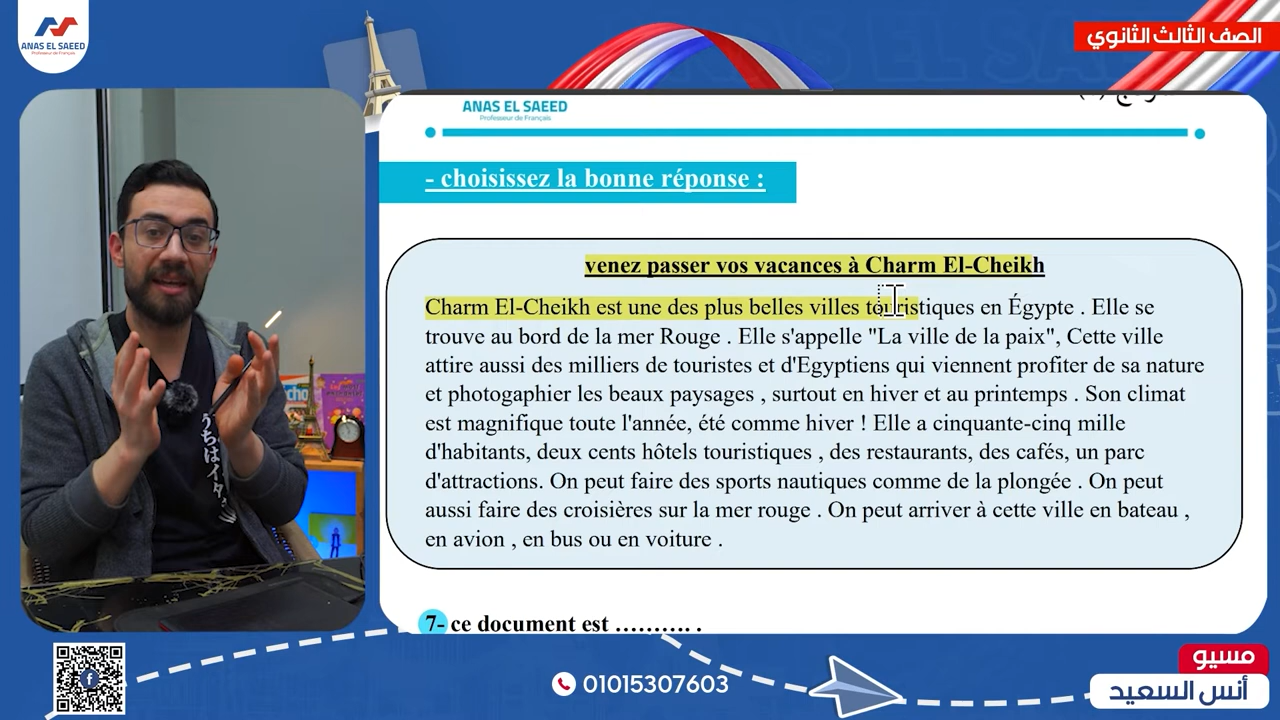 ANAS EL SAEED
Professeur de Français
الصف الثالث الثانوي
ANAS EL SAEED
Professeur de Français
- choisissez la bonne réponse :
venez passer vos vacances à Charm El-Cheikh
Charm El-Cheikh est une des plus belles villes touristiques en Égypte . Elle se
trouve au bord de la mer Rouge . Elle s'appelle "La ville de la paix", Cette ville
attire aussi des milliers de touristes et d'Egyptiens qui viennent profiter de sa nature
et photogaphier les beaux paysages , surtout en hiver et au printemps . Son climat
est magnifique toute l'année, été comme hiver ! Elle a cinquante-cinq mille
d'habitants, deux cents hôtels touristiques , des restaurants, des cafés, un parc
d'attractions. On peut faire des sports nautiques comme de la plongée . On peut
aussi faire des croisières sur la mer rouge . On peut arriver à cette ville en bateau ,
en avion , en bus ou en voiture .
7- ce document est ………. .
うちはイタ
01015307603
مسيو
أنس السعيد